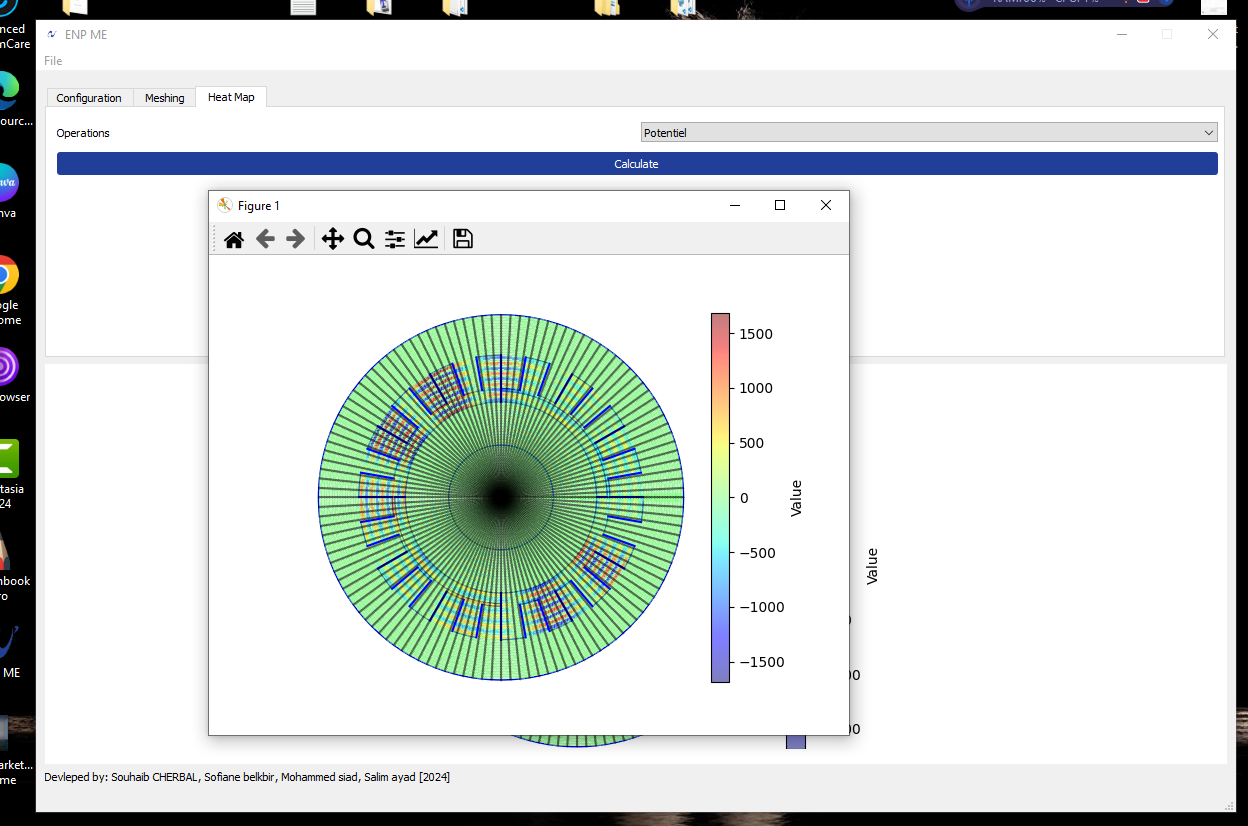 nced
nCare
ourc...
nva
ogle
ome
owser
tasia
24
nbook
ro
ME
arket...
me
ENP ME
File
Configuration Meshing Heat Map
Operations Potentiel
Calculate
Figure 1
1500
1000
500
0
−500
−1000
−1500
Value
Value
0
00
00
Devleped by: Souhaib CHERBAL, Sofiane belkbir, Mohammed siad, Salim ayad [2024]